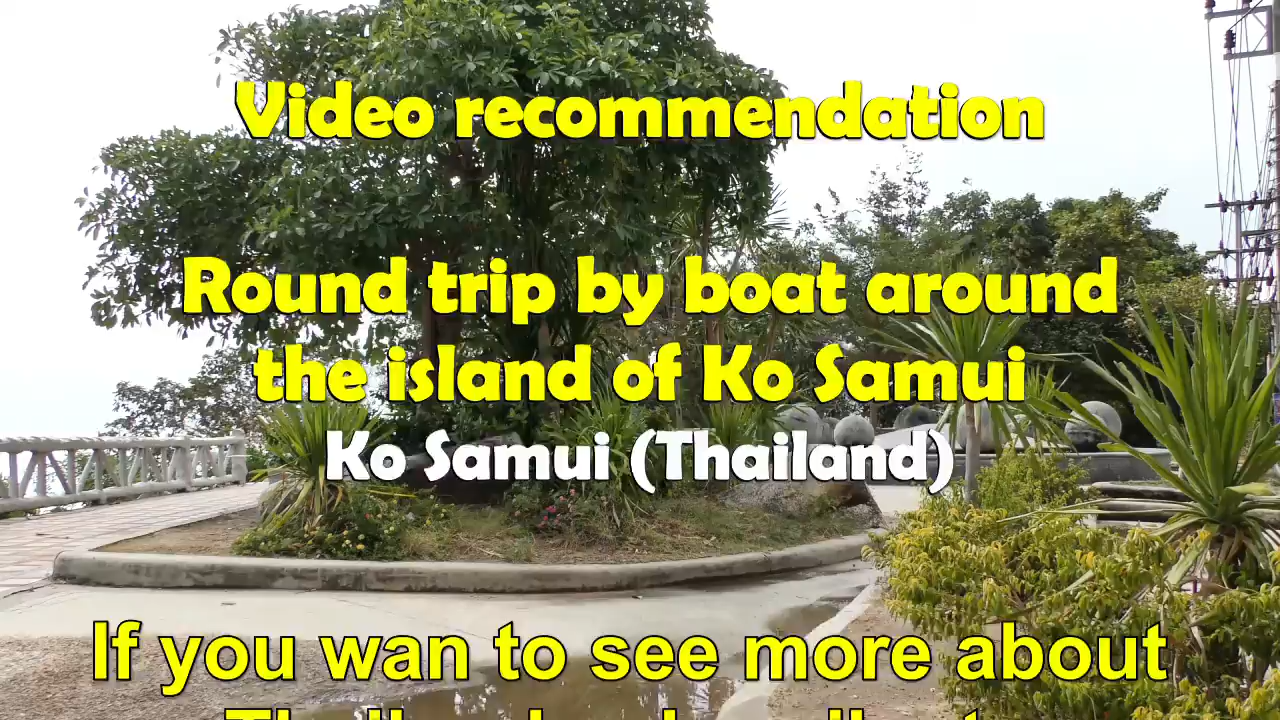 Video recommendation
Round trip by boat around
the island of Ko Samui
Ko Samui (Thailand)
If you wan to see more about